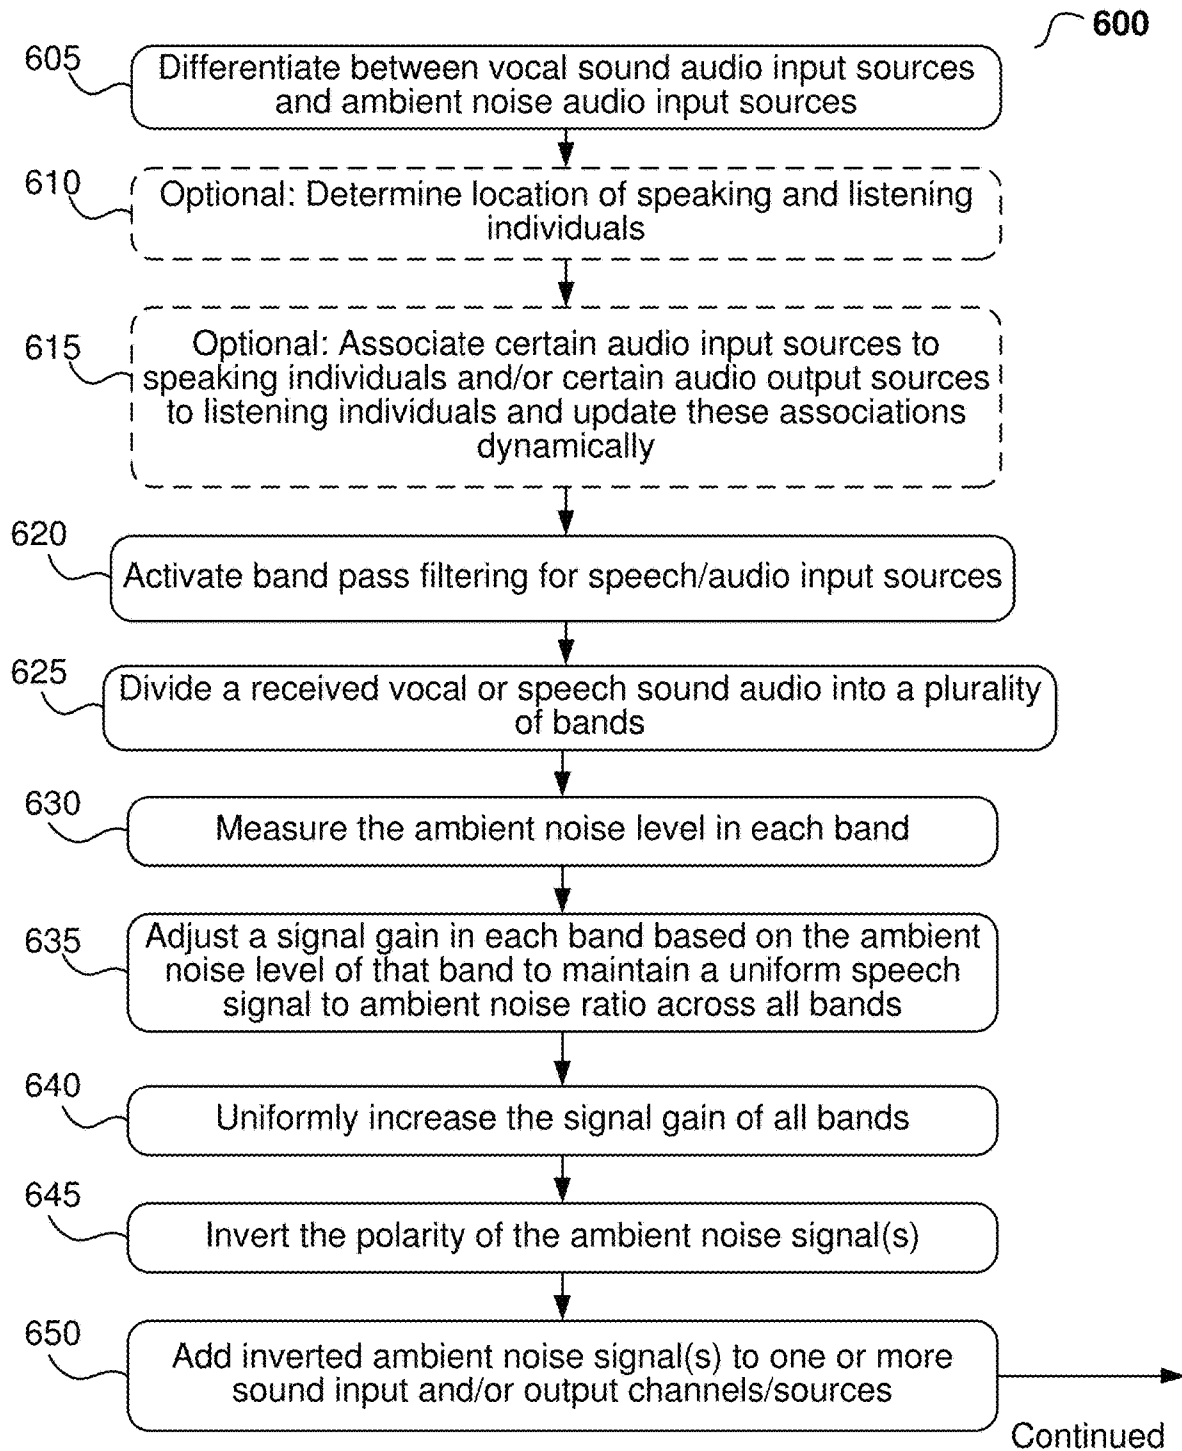 600
605
Differentiate between vocal sound audio input sources
and ambient noise audio input sources
610
Optional: Determine location of speaking and listening
individuals
615
Optional: Associate certain audio input sources to
speaking individuals and/or certain audio output sources
to listening individuals and update these associations
dynamically
620
Activate band pass filtering for speech/audio input sources
625
Divide a received vocal or speech sound audio into a plurality
of bands
630
Measure the ambient noise level in each band
635
Adjust a signal gain in each band based on the ambient
noise level of that band to maintain a uniform speech
signal to ambient noise ratio across all bands
640
Uniformly increase the signal gain of all bands
645
Invert the polarity of the ambient noise signal(s)
650
Add inverted ambient noise signal(s) to one or more
sound input and/or output channels/sources
Continued